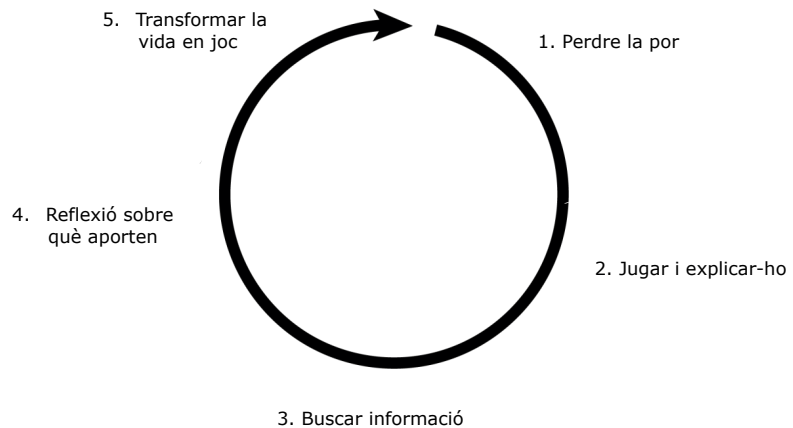 1. Perdre la por
2. Jugar i explicar-ho
3. Buscar informació
4. Reflexió sobre
què aporten
5. Transformar la
vida en joc